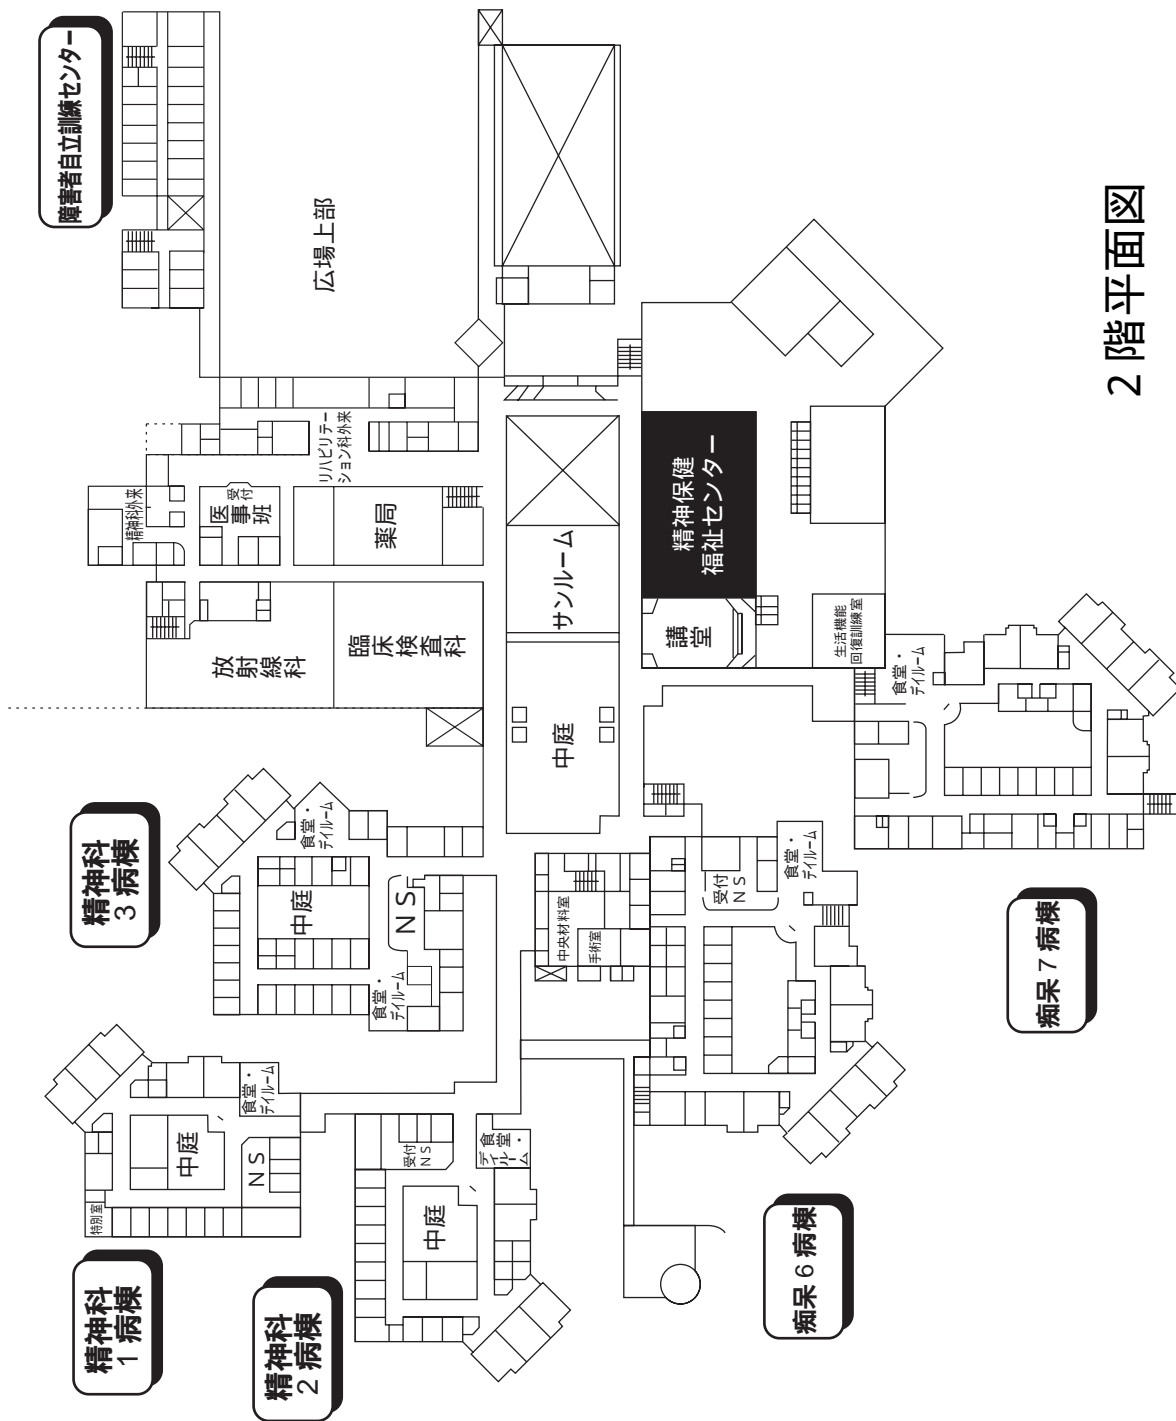 2階平面図
障害者自立訓練センター
広場上部
リハビリテー
ション科外来
精神科外来
受付
医事班
薬局
放射線科
臨床検査科
サンルーム
中庭
精神保健
福祉センター
講堂
生活機能
回復訓練室
食堂・
デイルーム
痴呆7病棟
精神科
3病棟
食堂・
デイルーム
中庭
NS
食堂・
デイルーム
中央材料室
手術室
受付
NS
食堂・
デイルーム
痴呆6病棟
精神科
1病棟
特別室
中庭
NS
食堂・
デイルーム
精神科
2病棟
受付
NS
中庭
食堂・
デイルーム